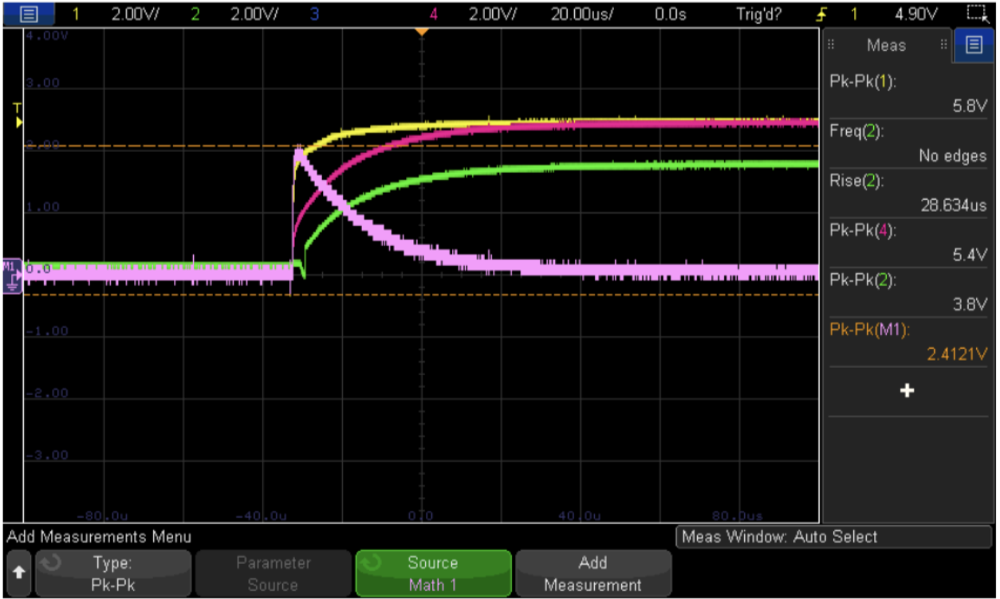 1 2.00V/ 2 2.00V/ 3 4 2.00V/ 20.00us/ 0.0s Trig'd? 1 4.90V
4.00V
Meas
Pk-Pk(1):
3.00
5.8V
T
Freq(2):
2.00
No edges
Rise(2):
1.00
28.634us
Pk-Pk(4):
5.4V
M1
0.0
Pk-Pk(2):
3.8V
-1.00
Pk-Pk(M1):
2.4121V
-2.00
+
-3.00
-80.0u -40.0u 0.0 40.0u 80.0us
Add Measurements Menu
Meas Window: Auto Select
Type:
Pk-Pk
Parameter
Source
Source
Math 1
Add
Measurement